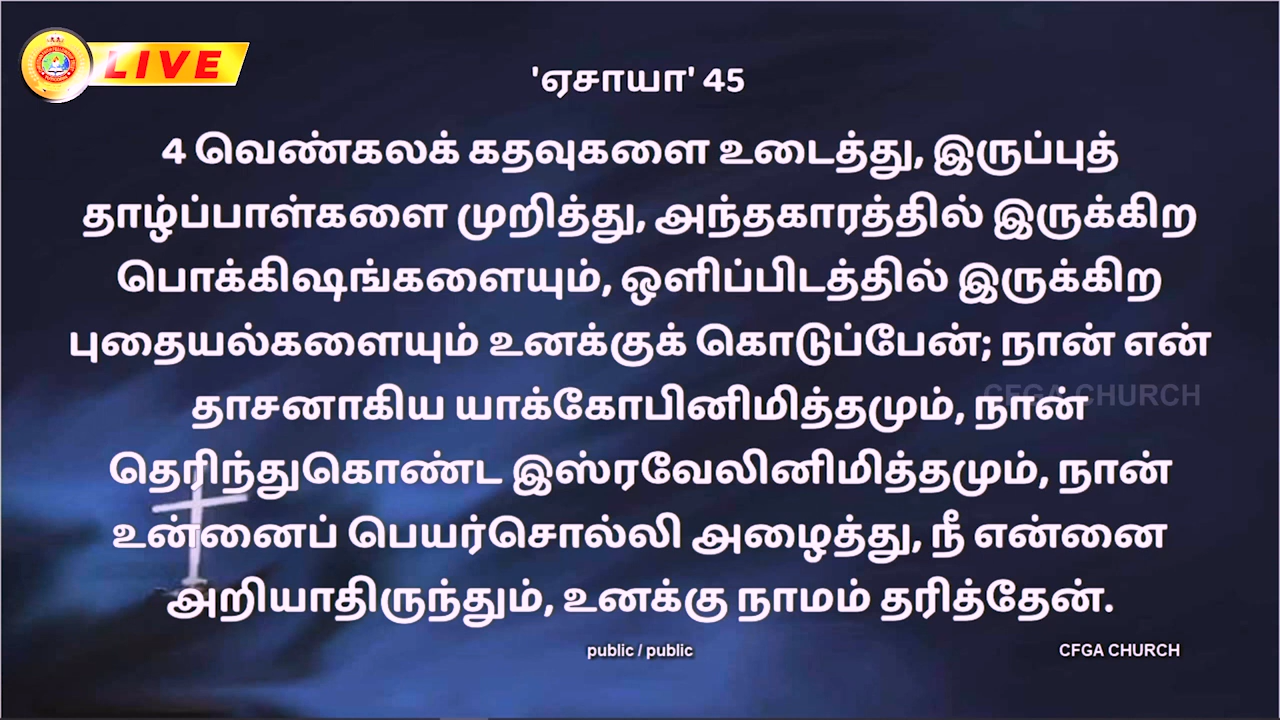 LIVE
'ஏசாயா' 45
4 வெண்கலக் கதவுகளை உடைத்து, இருப்புத்
தாழ்ப்பாள்களை முறித்து, அந்தகாரத்தில் இருக்கிற
பொக்கிஷங்களையும், ஒளிப்பிடத்தில் இருக்கிற
புதையல்களையும் உனக்குக் கொடுப்பேன்; நான் என்
CFGA CHURCH
தாசனாகிய யாக்கோபினிமித்தமும், நான்
தெரிந்துகொண்ட இஸ்ரவேலினிமித்தமும், நான்
உன்னைப் பெயர்சொல்லி அழைத்து, நீ என்னை
அறியாதிருந்தும், உனக்கு நாமம் தரித்தேன்.
public / public
CFGA CHURCH